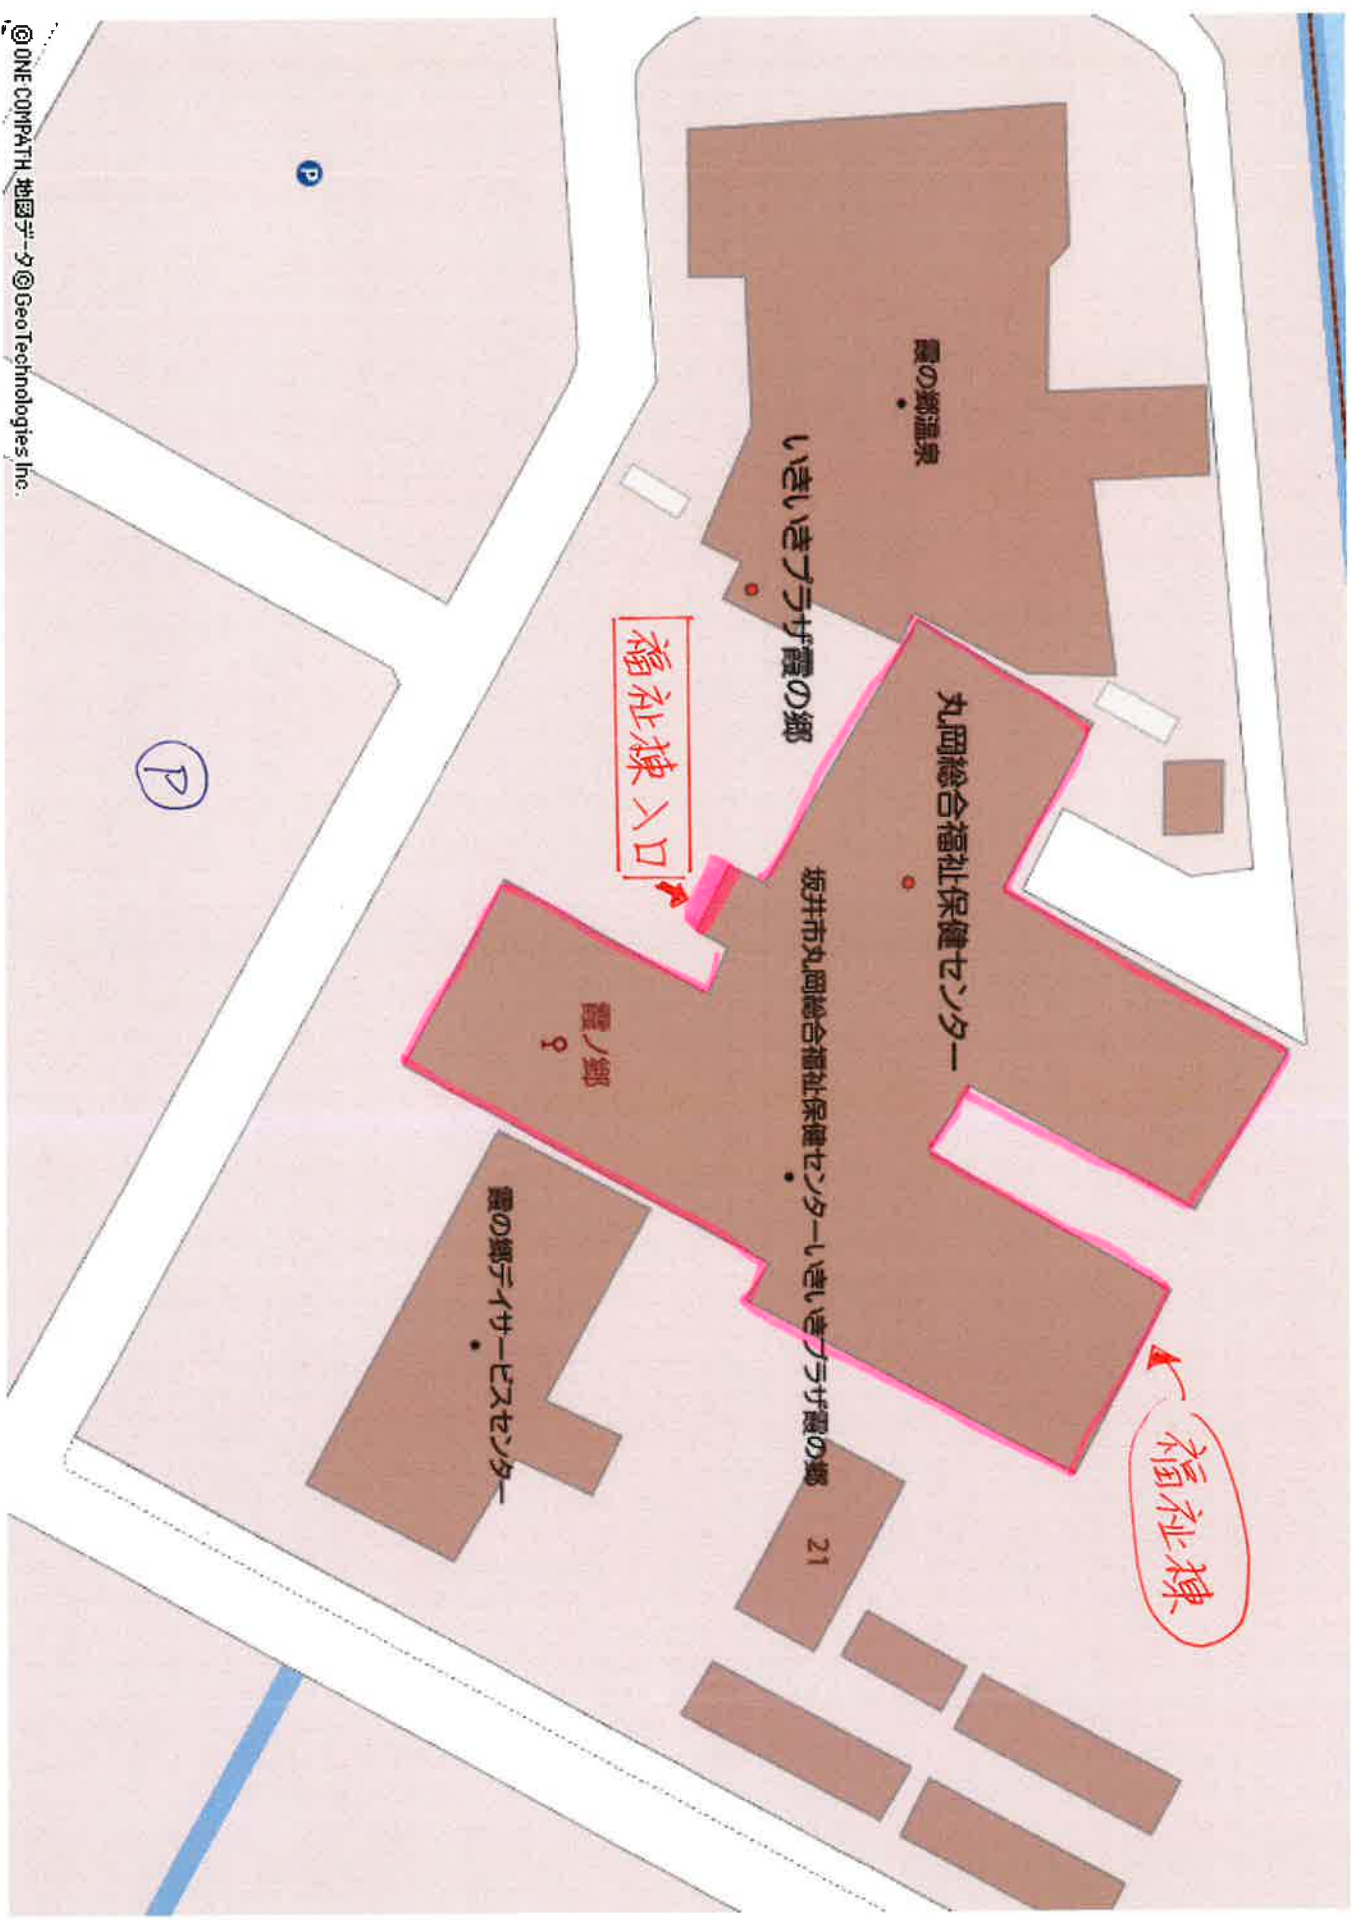 霞の郷温泉
いきいきプラザ霞の郷
丸岡総合福祉保健センター
福祉棟入口
坂井市丸岡総合福祉保健センターいきいきプラザ霞の郷
霞ノ郷
霞の郷デイサービスセンター
21
福祉棟
P
P
©ONE COMPATH 地図データ©GeoTechnologies Inc.